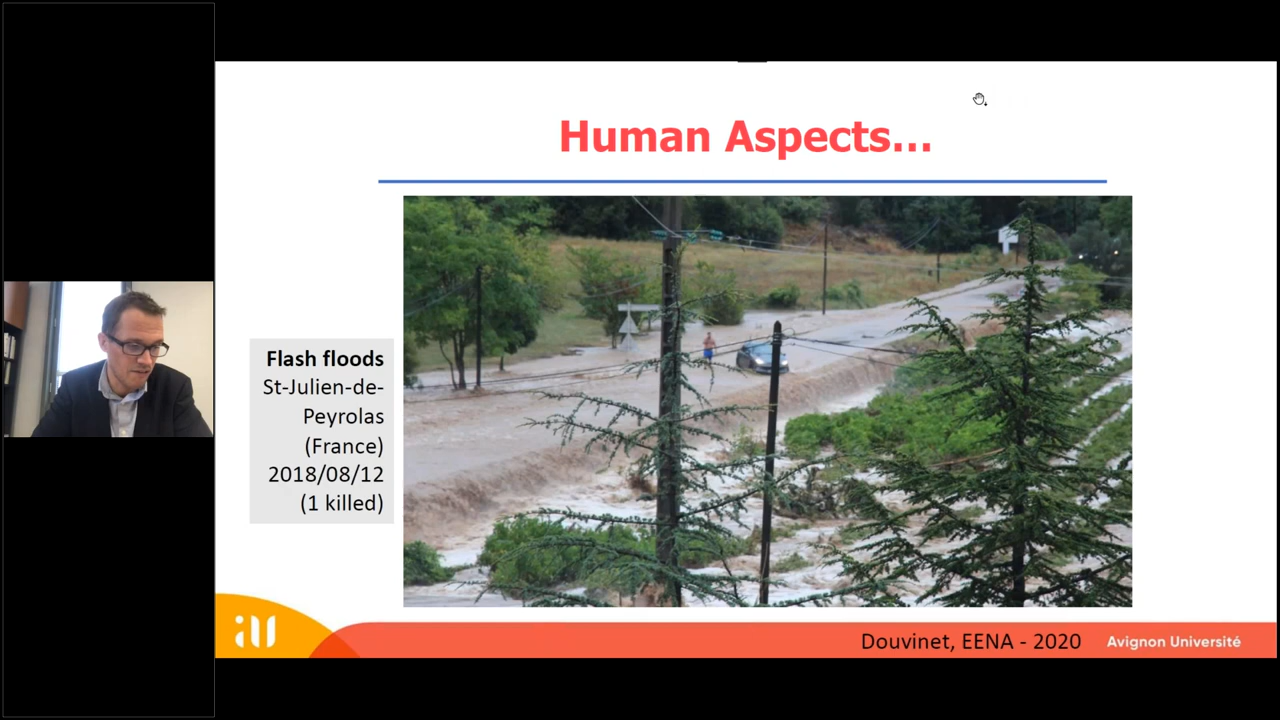 Human Aspects...
Flash floods
St-Julien-de-
Peyrolas
(France)
2018/08/12
(1 killed)
au
Douvinet, EENA - 2020
Avignon Université